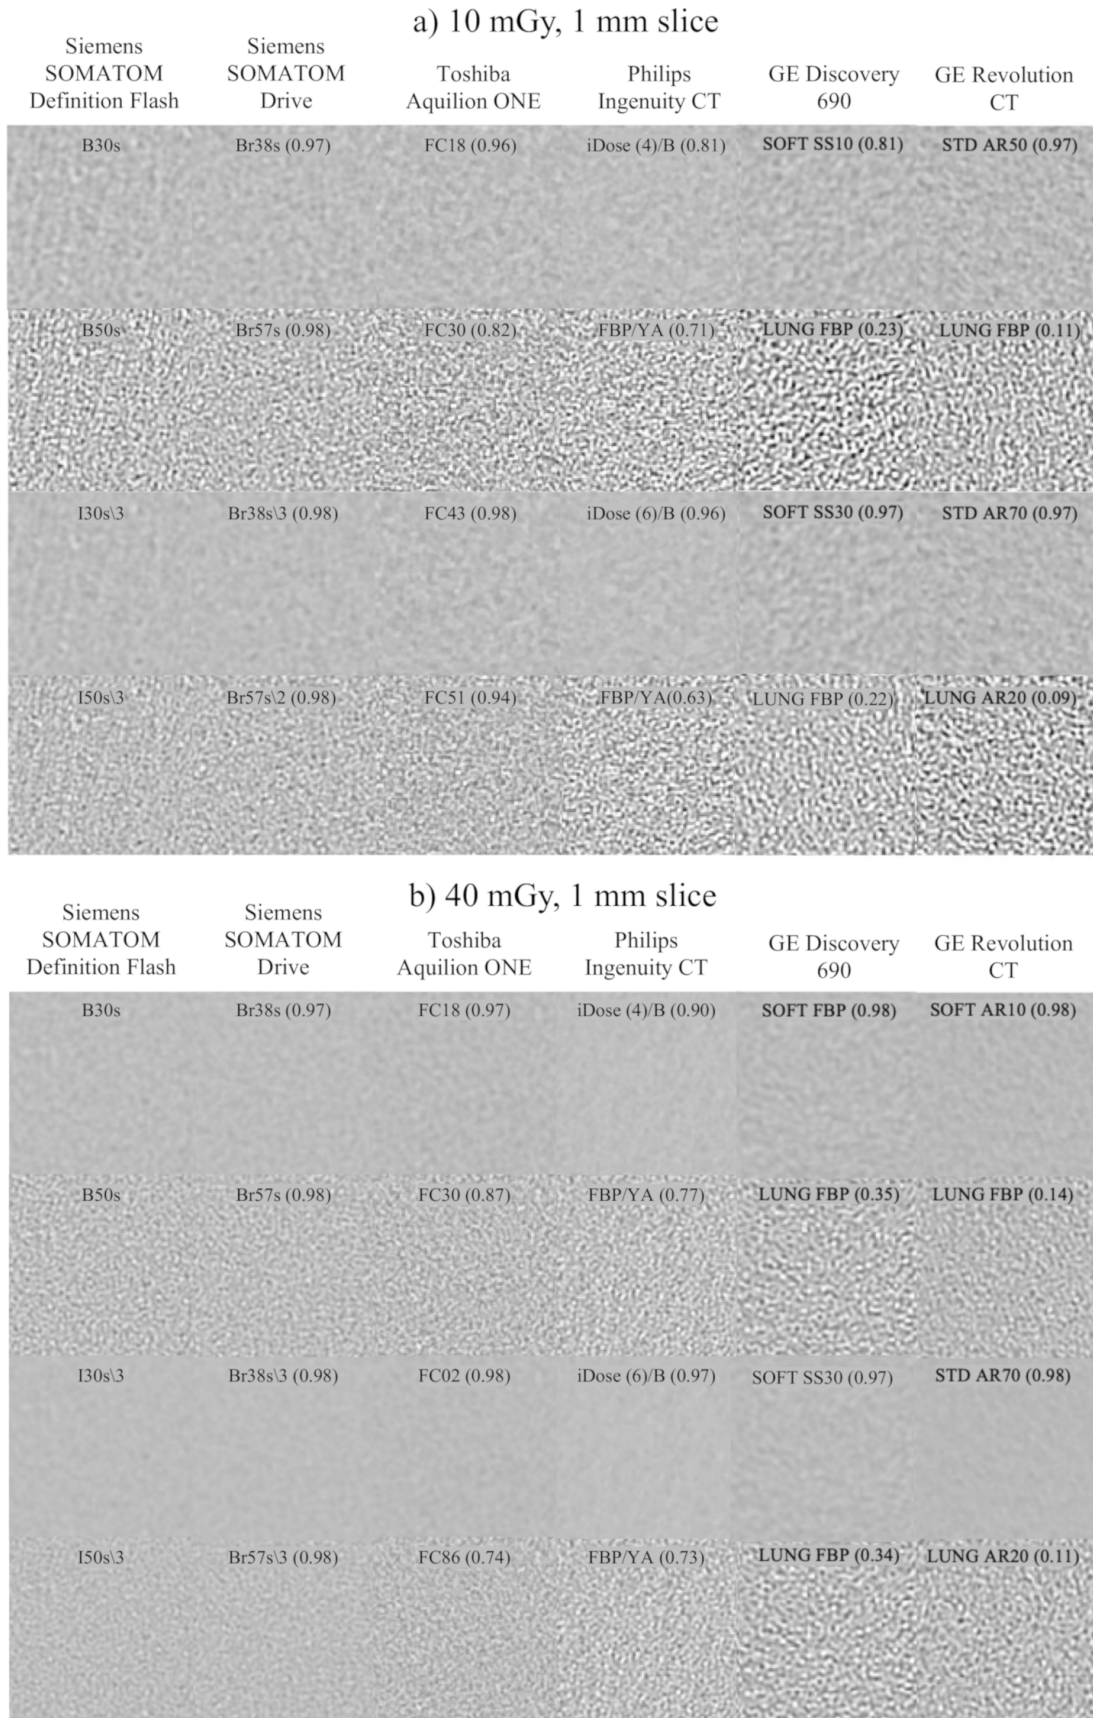 a) 10 mGy, 1 mm slice
Siemens
SOMATOM
Definition Flash
Siemens
SOMATOM
Drive
Toshiba
Aquilion ONE
Philips
Ingenuity CT
GE Discovery
690
GE Revolution
CT
B30s
Br38s (0.97)
FC18 (0.96)
iDose (4)/B (0.81)
SOFT SS10 (0.81)
STD AR50 (0.97)
B50s
Br57s (0.98)
FC30 (0.82)
FBP/YA (0.71)
LUNG FBP (0.23)
LUNG FBP (0.11)
I30s\3
Br38s\3 (0.98)
FC43 (0.98)
iDose (6)/B (0.96)
SOFT SS30 (0.97)
STD AR70 (0.97)
I50s\3
Br57s\2 (0.98)
FC51 (0.94)
FBP/YA(0.63)
LUNG FBP (0.22)
LUNG AR20 (0.09)
b) 40 mGy, 1 mm slice
Siemens
SOMATOM
Definition Flash
Siemens
SOMATOM
Drive
Toshiba
Aquilion ONE
Philips
Ingenuity CT
GE Discovery
690
GE Revolution
CT
B30s
Br38s (0.97)
FC18 (0.97)
iDose (4)/B (0.90)
SOFT FBP (0.98)
SOFT AR10 (0.98)
B50s
Br57s (0.98)
FC30 (0.87)
FBP/YA (0.77)
LUNG FBP (0.35)
LUNG FBP (0.14)
I30s\3
Br38s\3 (0.98)
FC02 (0.98)
iDose (6)/B (0.97)
SOFT SS30 (0.97)
STD AR70 (0.98)
I50s\3
Br57s\3 (0.98)
FC86 (0.74)
FBP/YA (0.73)
LUNG FBP (0.34)
LUNG AR20 (0.11)